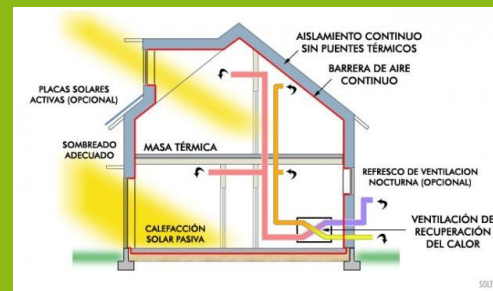 AISLAMIENTO CONTINUO
SIN PUENTES TÉRMICOS
BARRERA DE AIRE
CONTINUO
PLACAS SOLARES
ACTIVAS (OPCIONAL)
SOMBREADO
ADECUADO
MASA TÉRMICA
REFRESCO DE VENTILACION
NOCTURNA (OPCIONAL)
CALEFACCIÓN
SOLAR PASIVA
VENTILACIÓN DE
RECUPERACIÓN
DEL CALOR